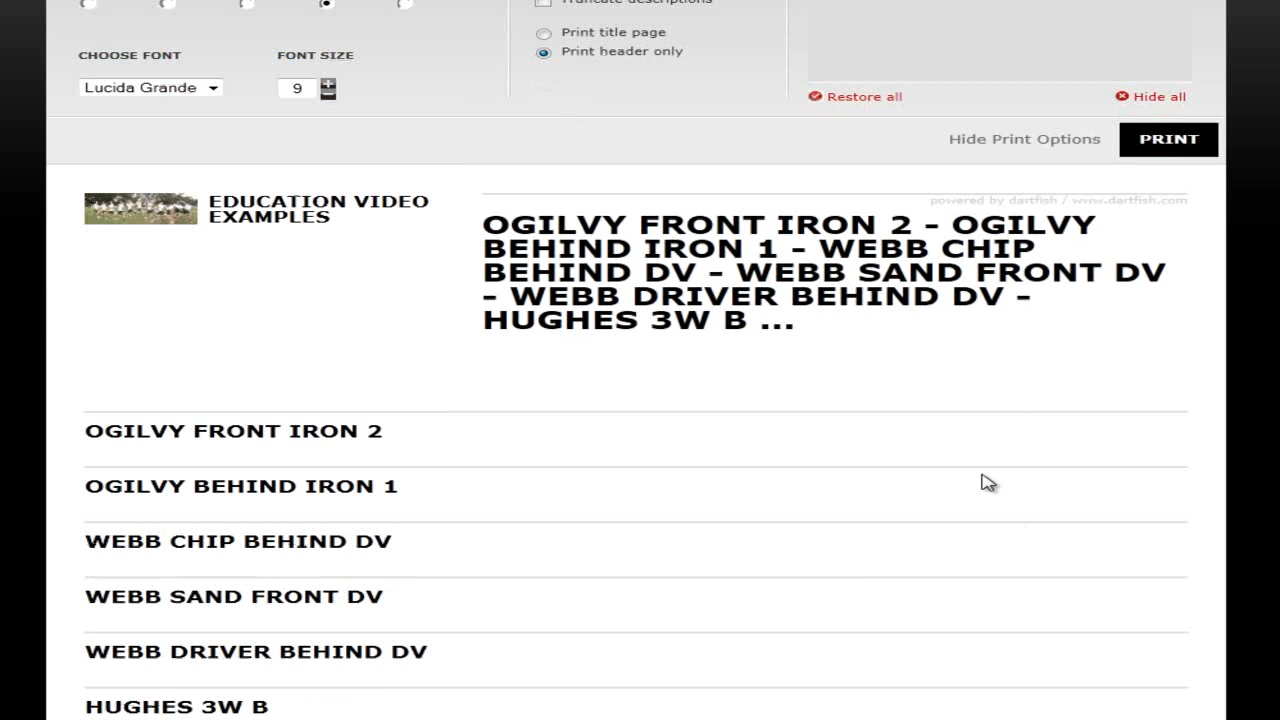 Truncate descriptions
Print title page
Print header only
CHOOSE FONT
FONT SIZE
Lucida Grande
9
Restore all
Hide all
Hide Print Options
PRINT
EDUCATION VIDEO
EXAMPLES
powered by dartfish / www.dartfish.com
OGILVY FRONT IRON 2 - OGILVY
BEHIND IRON 1 - WEBB CHIP
BEHIND DV - WEBB SAND FRONT DV
- WEBB DRIVER BEHIND DV -
HUGHES 3W B ...
OGILVY FRONT IRON 2
OGILVY BEHIND IRON 1
WEBB CHIP BEHIND DV
WEBB SAND FRONT DV
WEBB DRIVER BEHIND DV
HUGHES 3W B